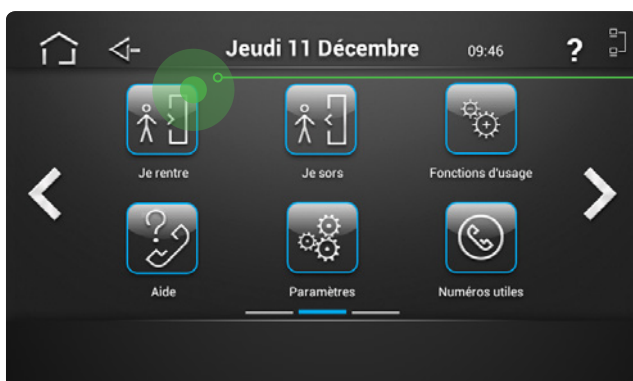 Jeudi 11 Décembre 09:46 ?
Je rentre Je sors Fonctions d'usage
Aide Paramètres Numéros utiles